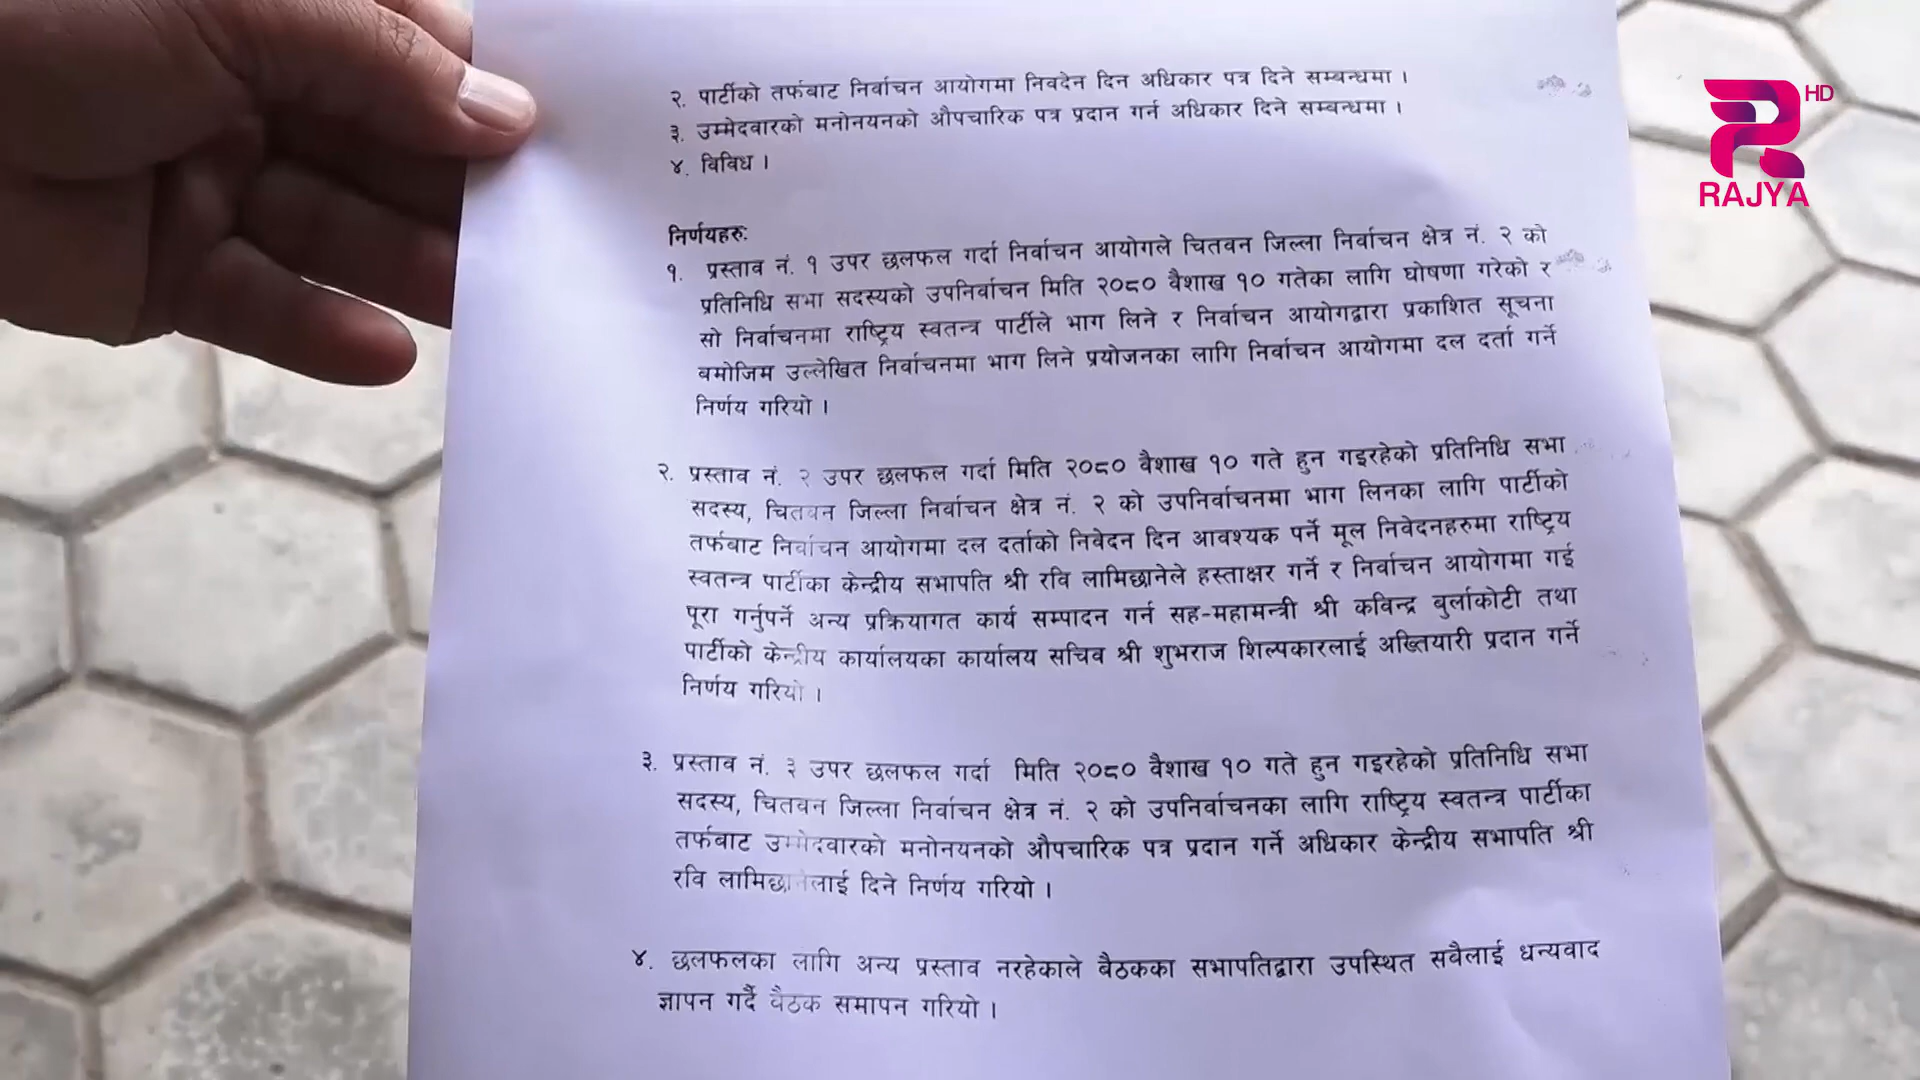 २. पार्टीको तर्फबाट निर्वाचन आयोगमा निवदेन दिन अधिकार पत्र दिने सम्बन्धमा ।
३. उम्मेदवारको मनोनयनको औपचारिक पत्र प्रदान गर्न अधिकार दिने सम्बन्धमा ।
४. विविध ।
HD
RAJYA
निर्णयहरु:
१. प्रस्ताव नं. १ उपर छलफल गर्दा निर्वाचन आयोगले चितवन जिल्ला निर्वाचन क्षेत्र नं. २ को
प्रतिनिधि सभा सदस्यको उपनिर्वाचन मिति २०८० वैशाख १० गतेका लागि घोषणा गरेको र
सो निर्वाचनमा राष्ट्रिय स्वतन्त्र पार्टीले भाग लिने र निर्वाचन आयोगद्वारा प्रकाशित सूचना
बमोजिम उल्लेखित निर्वाचनमा भाग लिने प्रयोजनका लागि निर्वाचन आयोगमा दल दर्ता गर्ने
निर्णय गरियो ।
२. प्रस्ताव नं. २ उपर छलफल गर्दा मिति २०८० वैशाख १० गते हुन गइरहेको प्रतिनिधि सभा
सदस्य, चितवन जिल्ला निर्वाचन क्षेत्र नं. २ को उपनिर्वाचनमा भाग लिनका लागि पार्टीको
तर्फबाट निर्वाचन आयोगमा दल दर्ताको निवेदन दिन आवश्यक पर्ने मूल निवेदनहरुमा राष्ट्रिय
स्वतन्त्र पार्टीका केन्द्रीय सभापति श्री रवि लामिछानेले हस्ताक्षर गर्ने र निर्वाचन आयोगमा गई
पूरा गर्नुपर्ने अन्य प्रक्रियागत कार्य सम्पादन गर्न सह-महामन्त्री श्री कविन्द्र बुर्लाकोटी तथा
पार्टीको केन्द्रीय कार्यालयका कार्यालय सचिव श्री शुभराज शिल्पकारलाई अख्तियारी प्रदान गर्ने
निर्णय गरियो ।
३. प्रस्ताव नं. ३ उपर छलफल गर्दा मिति २०८० वैशाख १० गते हुन गइरहेको प्रतिनिधि सभा
सदस्य, चितवन जिल्ला निर्वाचन क्षेत्र नं. २ को उपनिर्वाचनका लागि राष्ट्रिय स्वतन्त्र पार्टीका
तर्फबाट उम्मेदवारको मनोनयनको औपचारिक पत्र प्रदान गर्ने अधिकार केन्द्रीय सभापति श्री
रवि लामिछानेलाई दिने निर्णय गरियो ।
४. छलफलका लागि अन्य प्रस्ताव नरहेकाले बैठकका सभापतिद्वारा उपस्थित सबैलाई धन्यवाद
ज्ञापन गर्दै बैठक समापन गरियो ।